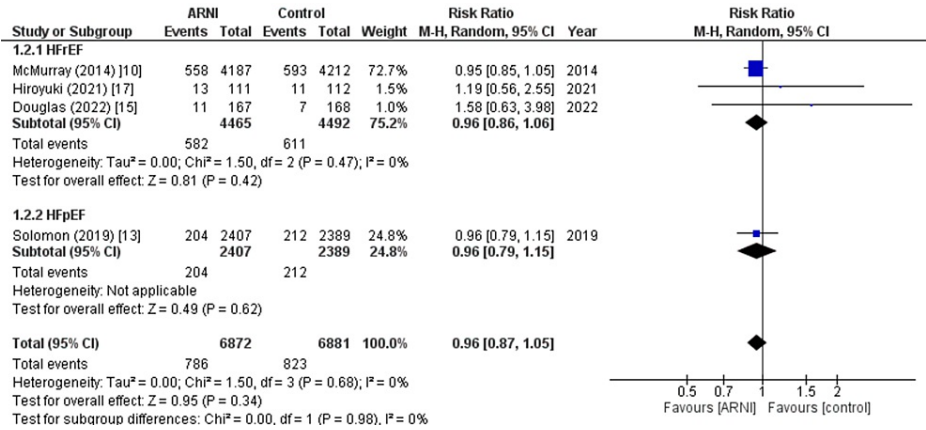 ARNI Control Risk Ratio Risk Ratio
Study or Subgroup Events Total Events Total Weight M-H, Random, 95% CI Year M-H, Random, 95% CI
1.2.1 HFrEF
McMurray (2014) ]10] 558 4187 593 4212 72.7% 0.95 [0.85, 1.05] 2014
Hiroyuki (2021) [17] 13 111 11 112 1.5% 1.19 [0.56, 2.55] 2021
Douglas (2022) [15] 11 167 7 168 1.0% 1.58 [0.63, 3.98] 2022
Subtotal (95% CI) 4465 4492 75.2% 0.96 [0.86, 1.06]
Total events 582 611
Heterogeneity: Tau² = 0.00; Chi² = 1.50, df = 2 (P = 0.47); I² = 0%
Test for overall effect: Z = 0.81 (P = 0.42)
1.2.2 HFpEF
Solomon (2019) [13] 204 2407 212 2389 24.8% 0.96 [0.79, 1.15] 2019
Subtotal (95% CI) 2407 2389 24.8% 0.96 [0.79, 1.15]
Total events 204 212
Heterogeneity: Not applicable
Test for overall effect: Z = 0.49 (P = 0.62)
Total (95% CI) 6872 6881 100.0% 0.96 [0.87, 1.05]
Total events 786 823
Heterogeneity: Tau² = 0.00; Chi² = 1.50, df = 3 (P = 0.68); I² = 0%
Test for overall effect: Z = 0.95 (P = 0.34)
Test for subgroup differences: Chi² = 0.00, df = 1 (P = 0.98), I² = 0%
0.5 0.7 1 1.5 2
Favours [ARNI] Favours [control]